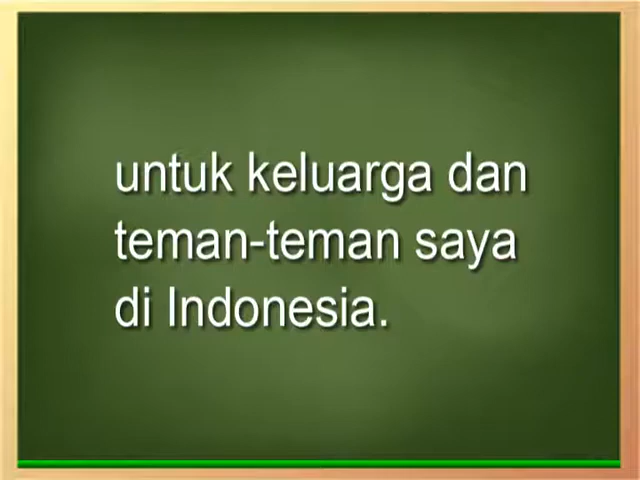 untuk keluarga dan
teman-teman saya
di Indonesia.